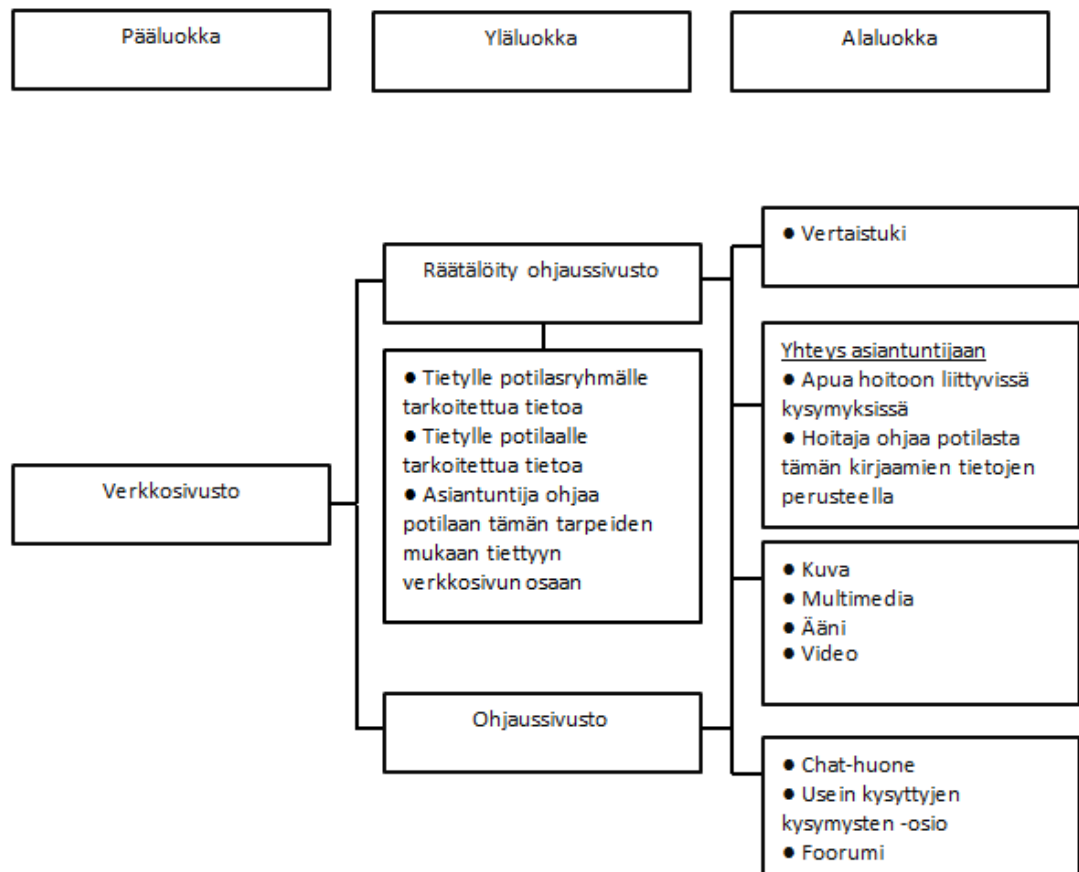 Pääluokka
Yläluokka
Alaluokka
Verkkosivusto
Räätälöity ohjaussivusto
● Tietylle potilasryhmälle
tarkoitettua tietoa
● Tietylle potilaalle
tarkoitettua tietoa
● Asiantuntija ohjaa
potilaan tämän tarpeiden
mukaan tiettyyn
verkkosivun osaan
Ohjaussivusto
● Vertaistuki
Yhteys asiantuntijaan
● Apua hoitoon liittyvissä
kysymyksissä
● Hoitaja ohjaa potilasta
tämän kirjaamien tietojen
perusteella
● Kuva
● Multimedia
● Ääni
● Video
● Chat-huone
● Usein kysyttyjen
kysymysten -osio
● Foorumi